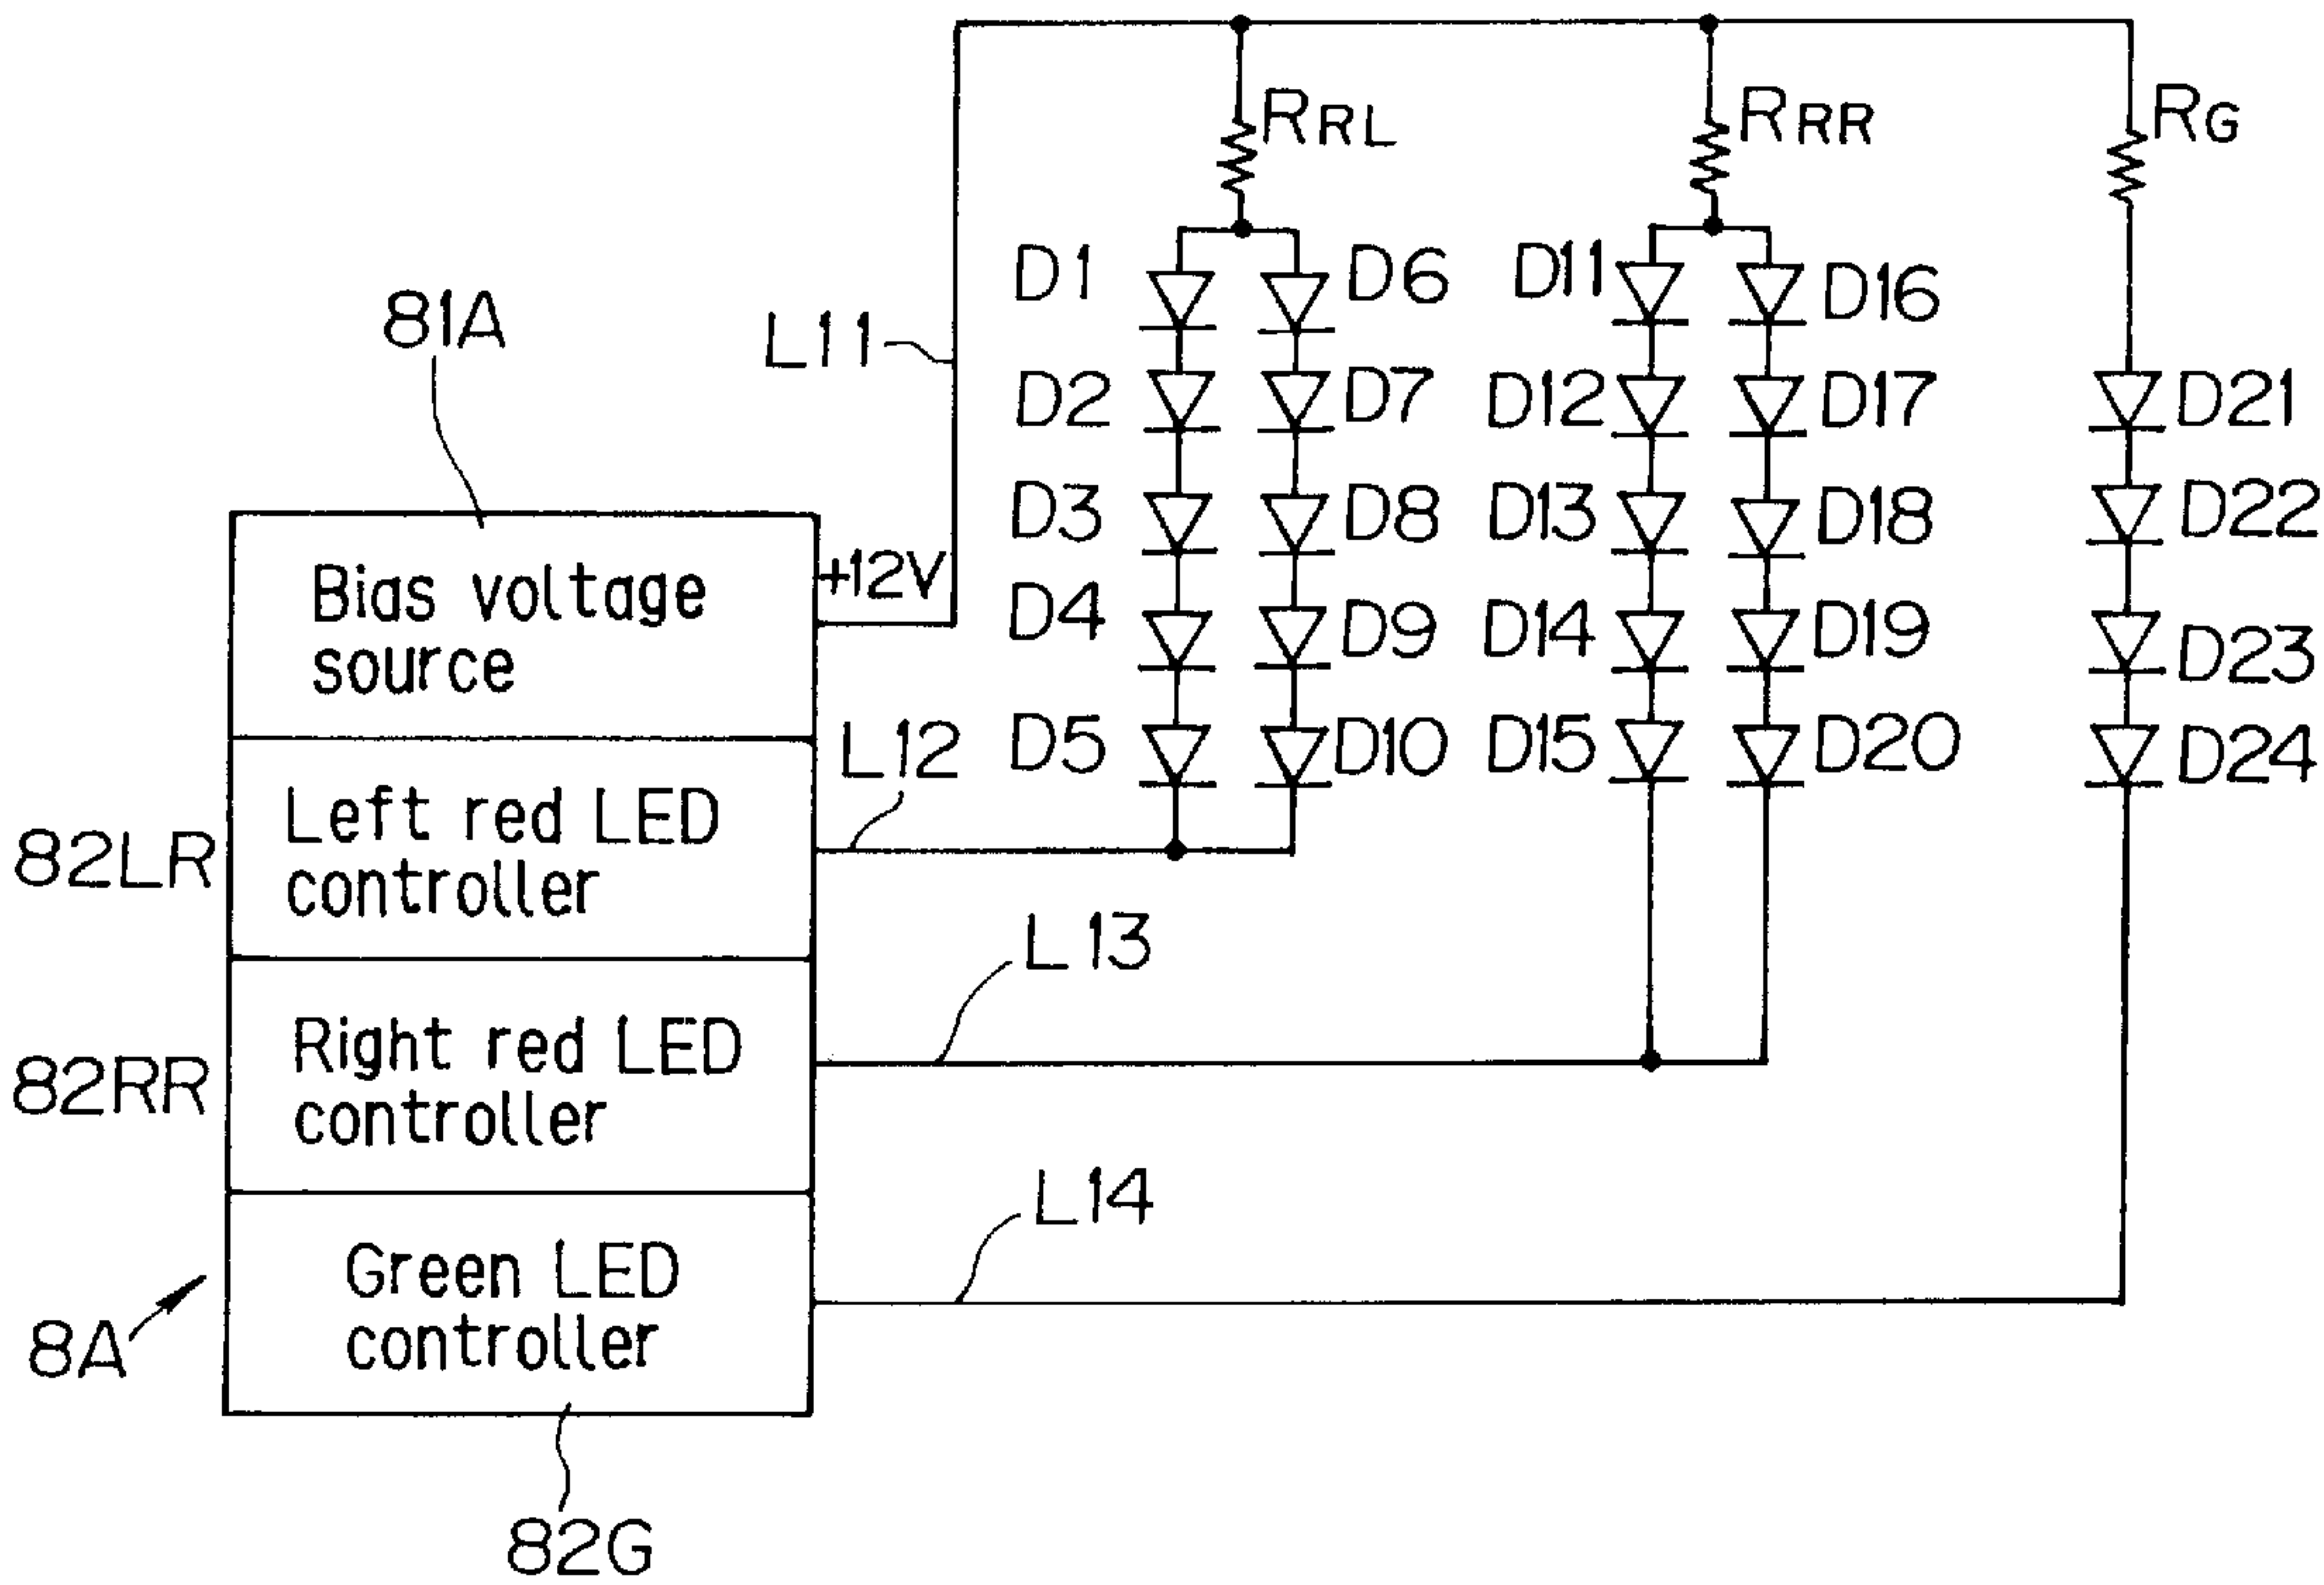 RRL
RRR
RG
D1
D6
D11
D16
81A
L11
D2
D7
D12
D17
D21
D3
D8
D13
D18
D22
+12V
Bias voltage
source
D4
D9
D14
D19
D23
L12
D5
D10
D15
D20
D24
82LR
Left red LED
controller
L13
82RR
Right red LED
controller
L14
8A
Green LED
controller
82G